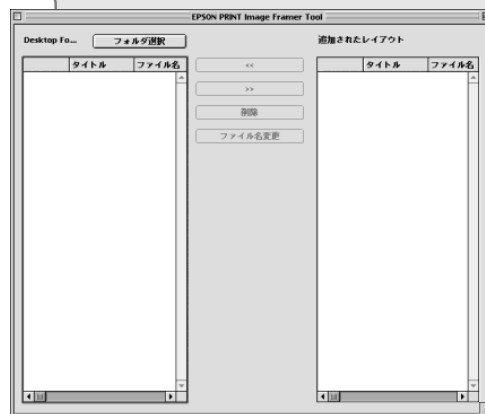 EPSON PRINT Image Framer Tool
Desktop Fo... フォルダ選択 追加されたレイアウト
タイトル ファイル名 << タイトル ファイル名
>>
削除
ファイル名変更